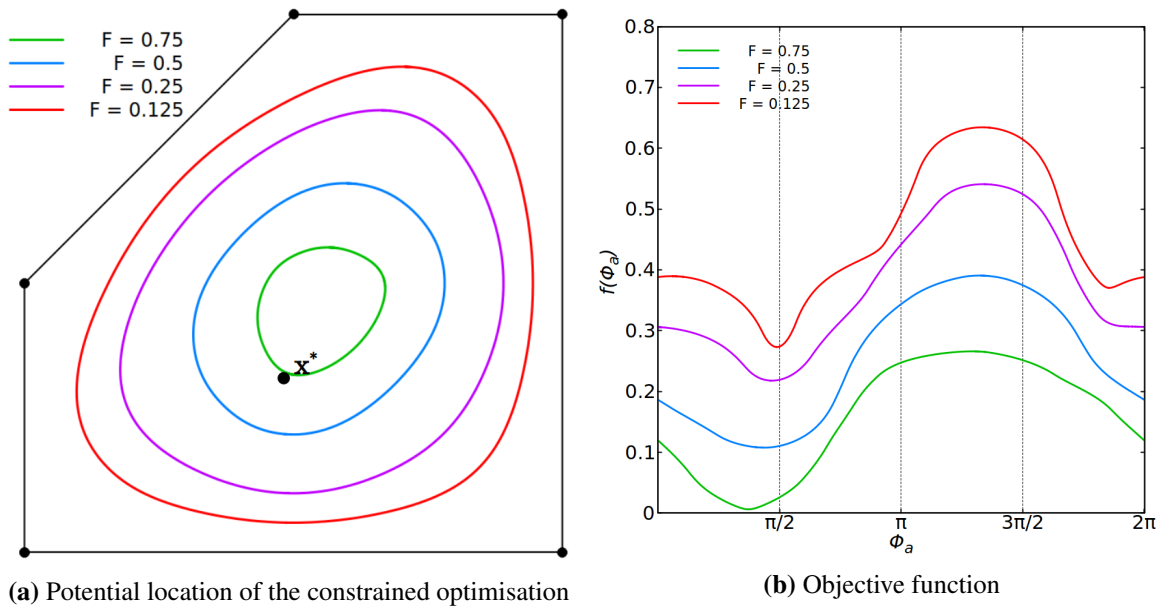 F = 0.75
F = 0.5
F = 0.25
F = 0.125
x*
(a) Potential location of the constrained optimisation
0.8
0.7
0.6
0.5
0.4
0.3
0.2
0.1
0
f(Φa)
F = 0.75
F = 0.5
F = 0.25
F = 0.125
π/2
π
3π/2
2π
Φa
(b) Objective function